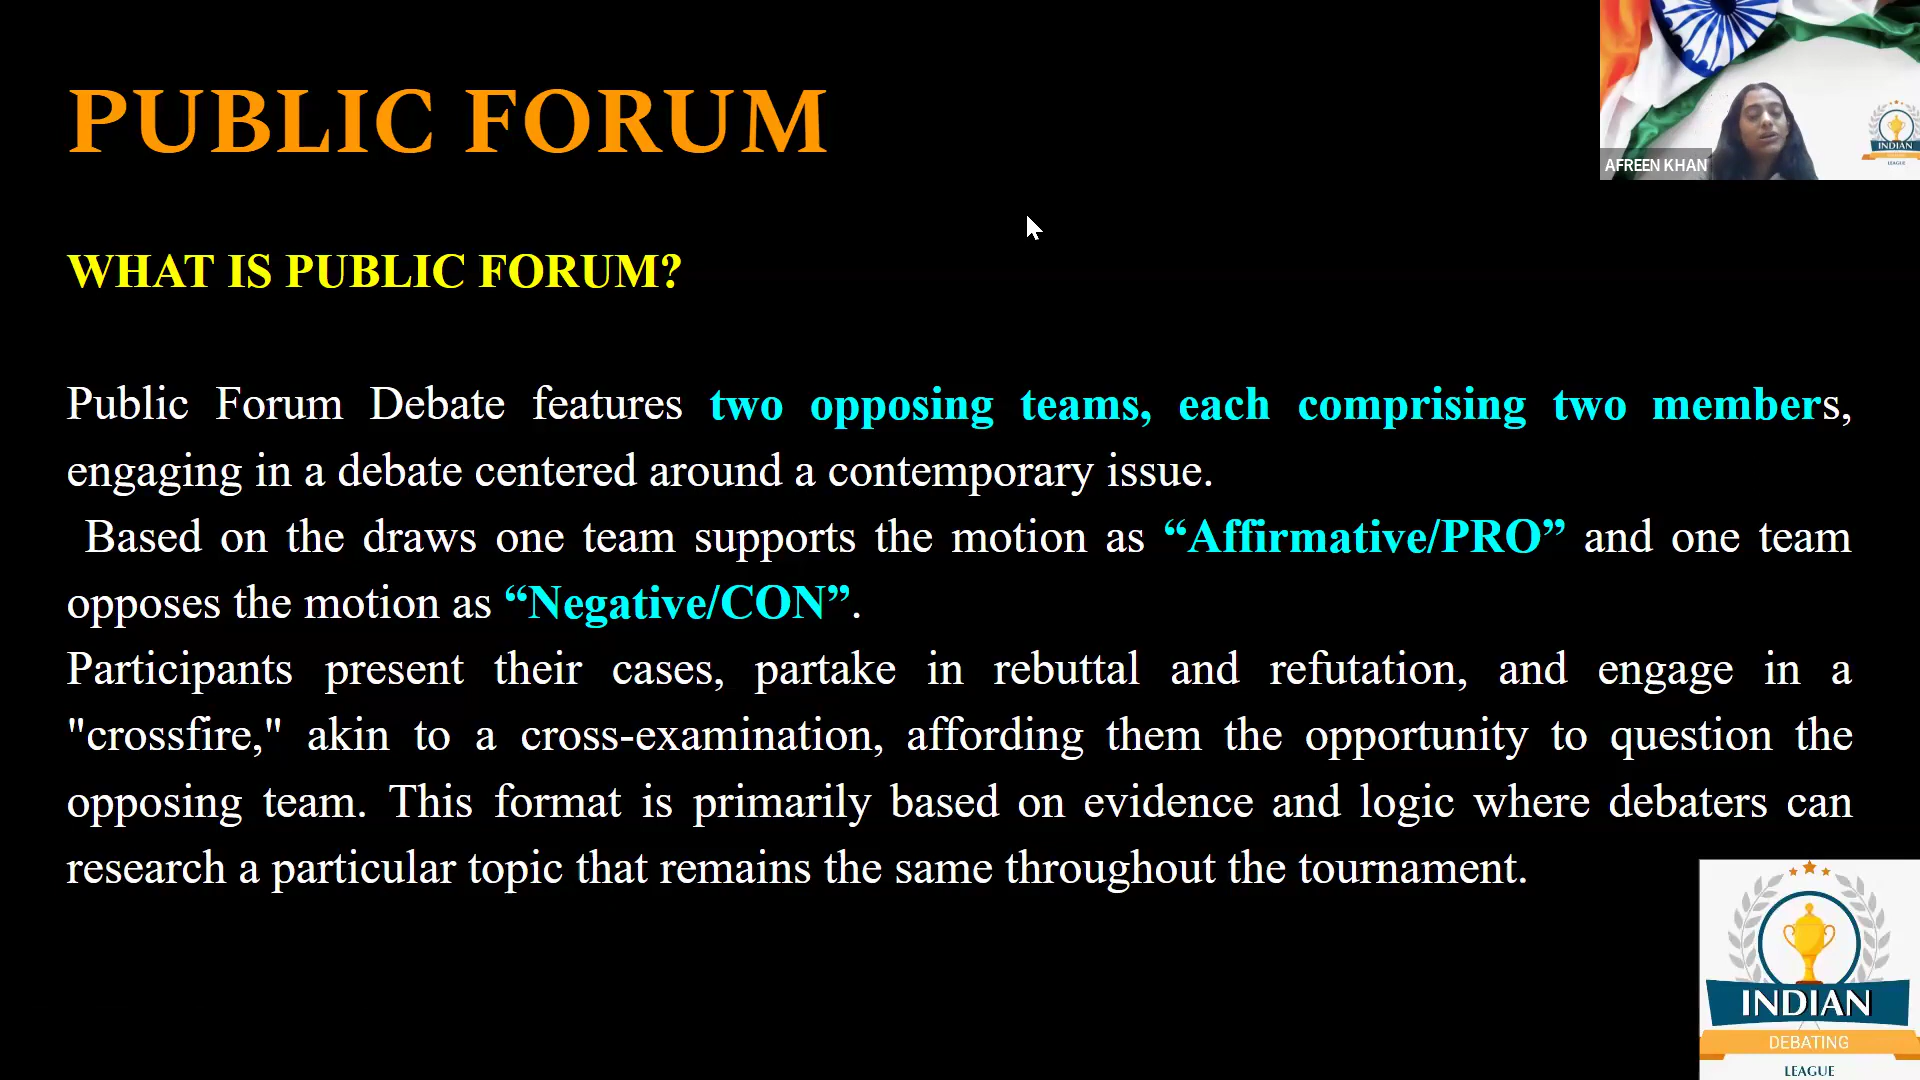 PUBLIC FORUM
AFREEN KHAN
INDIAN
LEAGUE
WHAT IS PUBLIC FORUM?
Public Forum Debate features two opposing teams, each comprising two members,
engaging in a debate centered around a contemporary issue.
Based on the draws one team supports the motion as “Affirmative/PRO” and one team
opposes the motion as “Negative/CON”.
Participants present their cases, partake in rebuttal and refutation, and engage in a
"crossfire," akin to a cross-examination, affording them the opportunity to question the
opposing team. This format is primarily based on evidence and logic where debaters can
research a particular topic that remains the same throughout the tournament.
INDIAN
DEBATING
LEAGUE